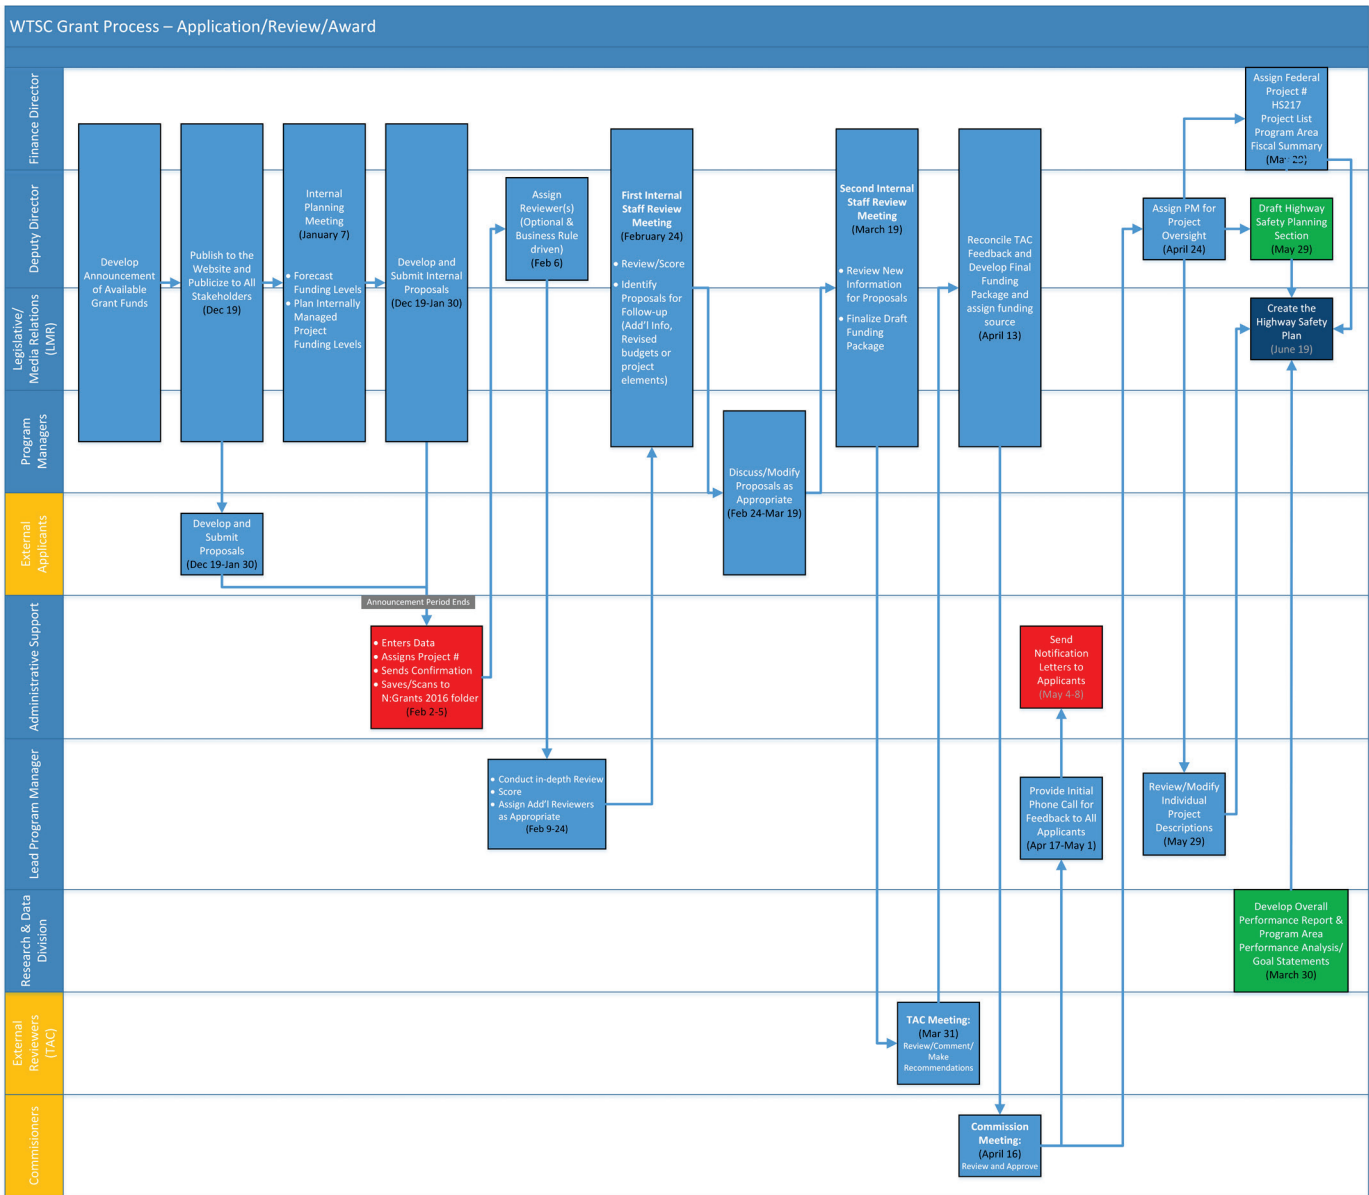 WTSC Grant Process – Application/Review/Award
Finance Director
Deputy Director
Legislative/
Media Relations
(LMR)
Program
Managers
External
Applicants
Administrative Support
Lead Program Manager
Research & Data
Division
External
Reviewers
(TAC)
Commisioners
Develop
Announcement
of Available
Grant Funds
Publish to the
Website and
Publicize to All
Stakeholders
(Dec 19)
Internal
Planning
Meeting
(January 7)
• Forecast
Funding Levels
• Plan Internally
Managed
Project
Funding Levels
Develop and
Submit Internal
Proposals
(Dec 19-Jan 30)
Develop and
Submit
Proposals
(Dec 19-Jan 30)
Announcement Period Ends
• Enters Data
• Assigns Project #
• Sends Confirmation
• Saves/Scans to
N:Grants 2016 folder
(Feb 2-5)
Assign
Reviewer(s)
(Optional &
Business Rule
driven)
(Feb 6)
• Conduct in-depth Review
• Score
• Assign Add'l Reviewers
as Appropriate
(Feb 9-24)
First Internal
Staff Review
Meeting
(February 24)
• Review/Score
• Identify
Proposals for
Follow-up
(Add'l Info,
Revised
budgets or
project
elements)
Discuss/Modify
Proposals as
Appropriate
(Feb 24-Mar 19)
Second Internal
Staff Review
Meeting
(March 19)
• Review New
Information
for Proposals
• Finalize Draft
Funding
Package
TAC Meeting:
(Mar 31)
Review/Comment/
Make
Recommendations
Reconcile TAC
Feedback and
Develop Final
Funding
Package and
assign funding
source
(April 13)
Commission
Meeting:
(April 16)
Review and Approve
Provide Initial
Phone Call for
Feedback to All
Applicants
(Apr 17-May 1)
Send
Notification
Letters to
Applicants
(May 4-8)
Assign PM for
Project
Oversight
(April 24)
Assign Federal
Project #
HS217
Project List
Program Area
Fiscal Summary
Draft Highway
Safety Planning
Section
(May 29)
Create the
Highway Safety
Plan
(June 19)
Review/Modify
Individual
Project
Descriptions
(May 29)
Develop Overall
Performance Report &
Program Area
Performance Analysis/
Goal Statements
(March 30)